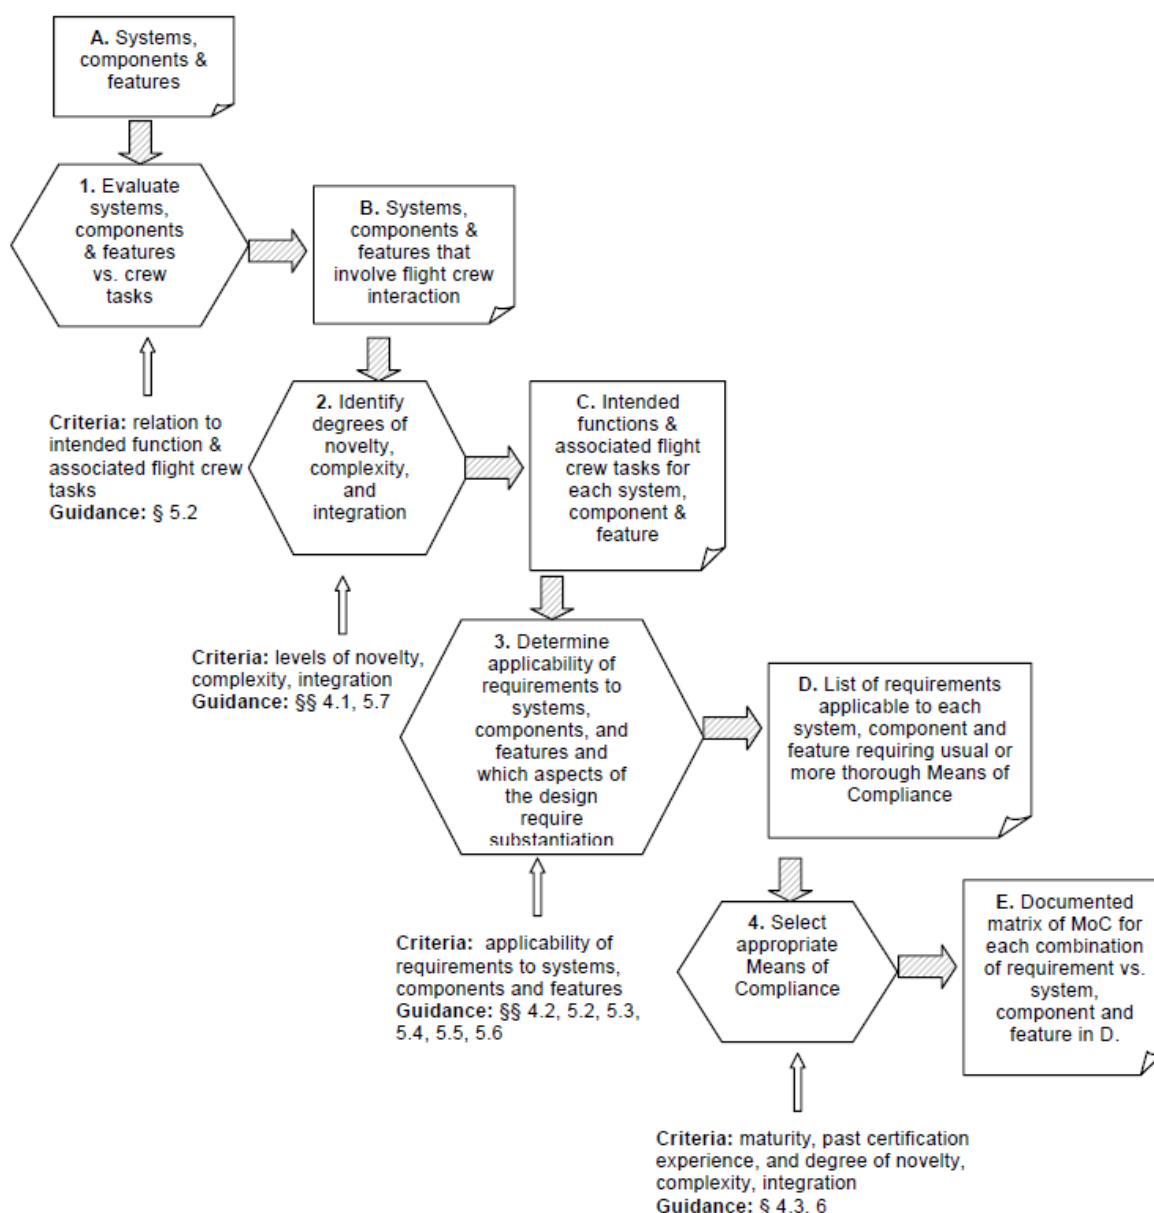 A. Systems,
components &
features
1. Evaluate
systems,
components
& features
vs. crew
tasks
B. Systems,
components &
features that
involve flight crew
interaction
Criteria: relation to
intended function &
associated flight crew
tasks
Guidance: § 5.2
2. Identify
degrees of
novelty,
complexity,
and
integration
C. Intended
functions &
associated flight
crew tasks for
each system,
component &
feature
Criteria: levels of novelty,
complexity, integration
Guidance: §§ 4.1, 5.7
3. Determine
applicability of
requirements to
systems,
components, and
features and
which aspects of
the design
require
substantiation
D. List of requirements
applicable to each
system, component and
feature requiring usual or
more thorough Means of
Compliance
Criteria: applicability of
requirements to systems,
components and features
Guidance: §§ 4.2, 5.2, 5.3,
5.4, 5.5, 5.6
4. Select
appropriate
Means of
Compliance
E. Documented
matrix of MoC for
each combination
of requirement vs.
system,
component and
feature in D.
Criteria: maturity, past certification
experience, and degree of novelty,
complexity, integration
Guidance: § 4.3, 6